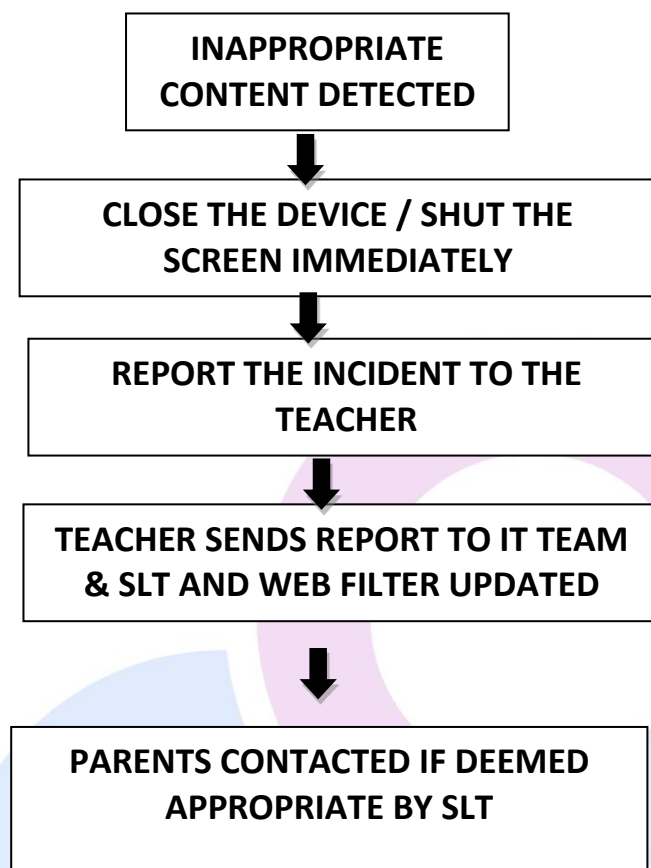 INAPPROPRIATE
CONTENT DETECTED
CLOSE THE DEVICE / SHUT THE
SCREEN IMMEDIATELY
REPORT THE INCIDENT TO THE
TEACHER
TEACHER SENDS REPORT TO IT TEAM
& SLT AND WEB FILTER UPDATED
PARENTS CONTACTED IF DEEMED
APPROPRIATE BY SLT